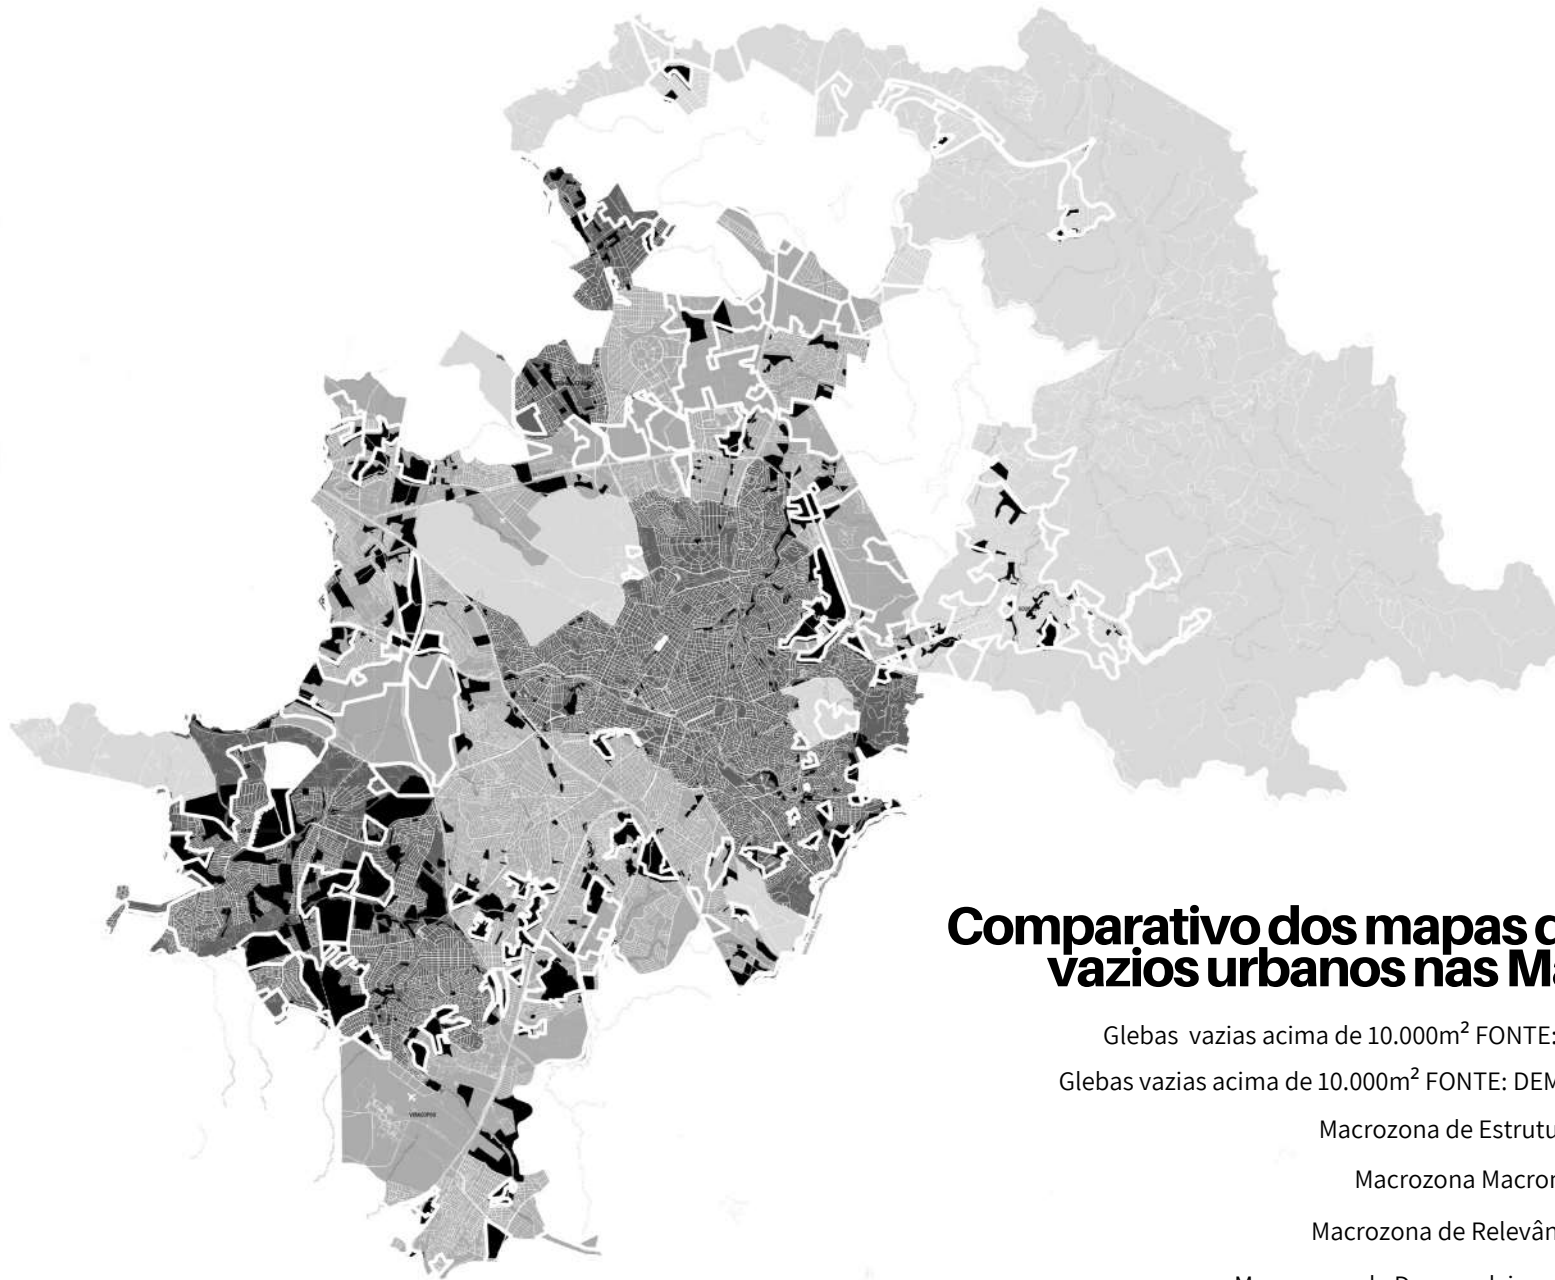 VIRACOPOS
Comparativo dos mapas d
vazios urbanos nas Ma
Glebas vazias acima de 10.000m² FONTE:
Glebas vazias acima de 10.000m² FONTE: DEM
Macrozona de Estrutu
Macrozona Macror
Macrozona de Relevân